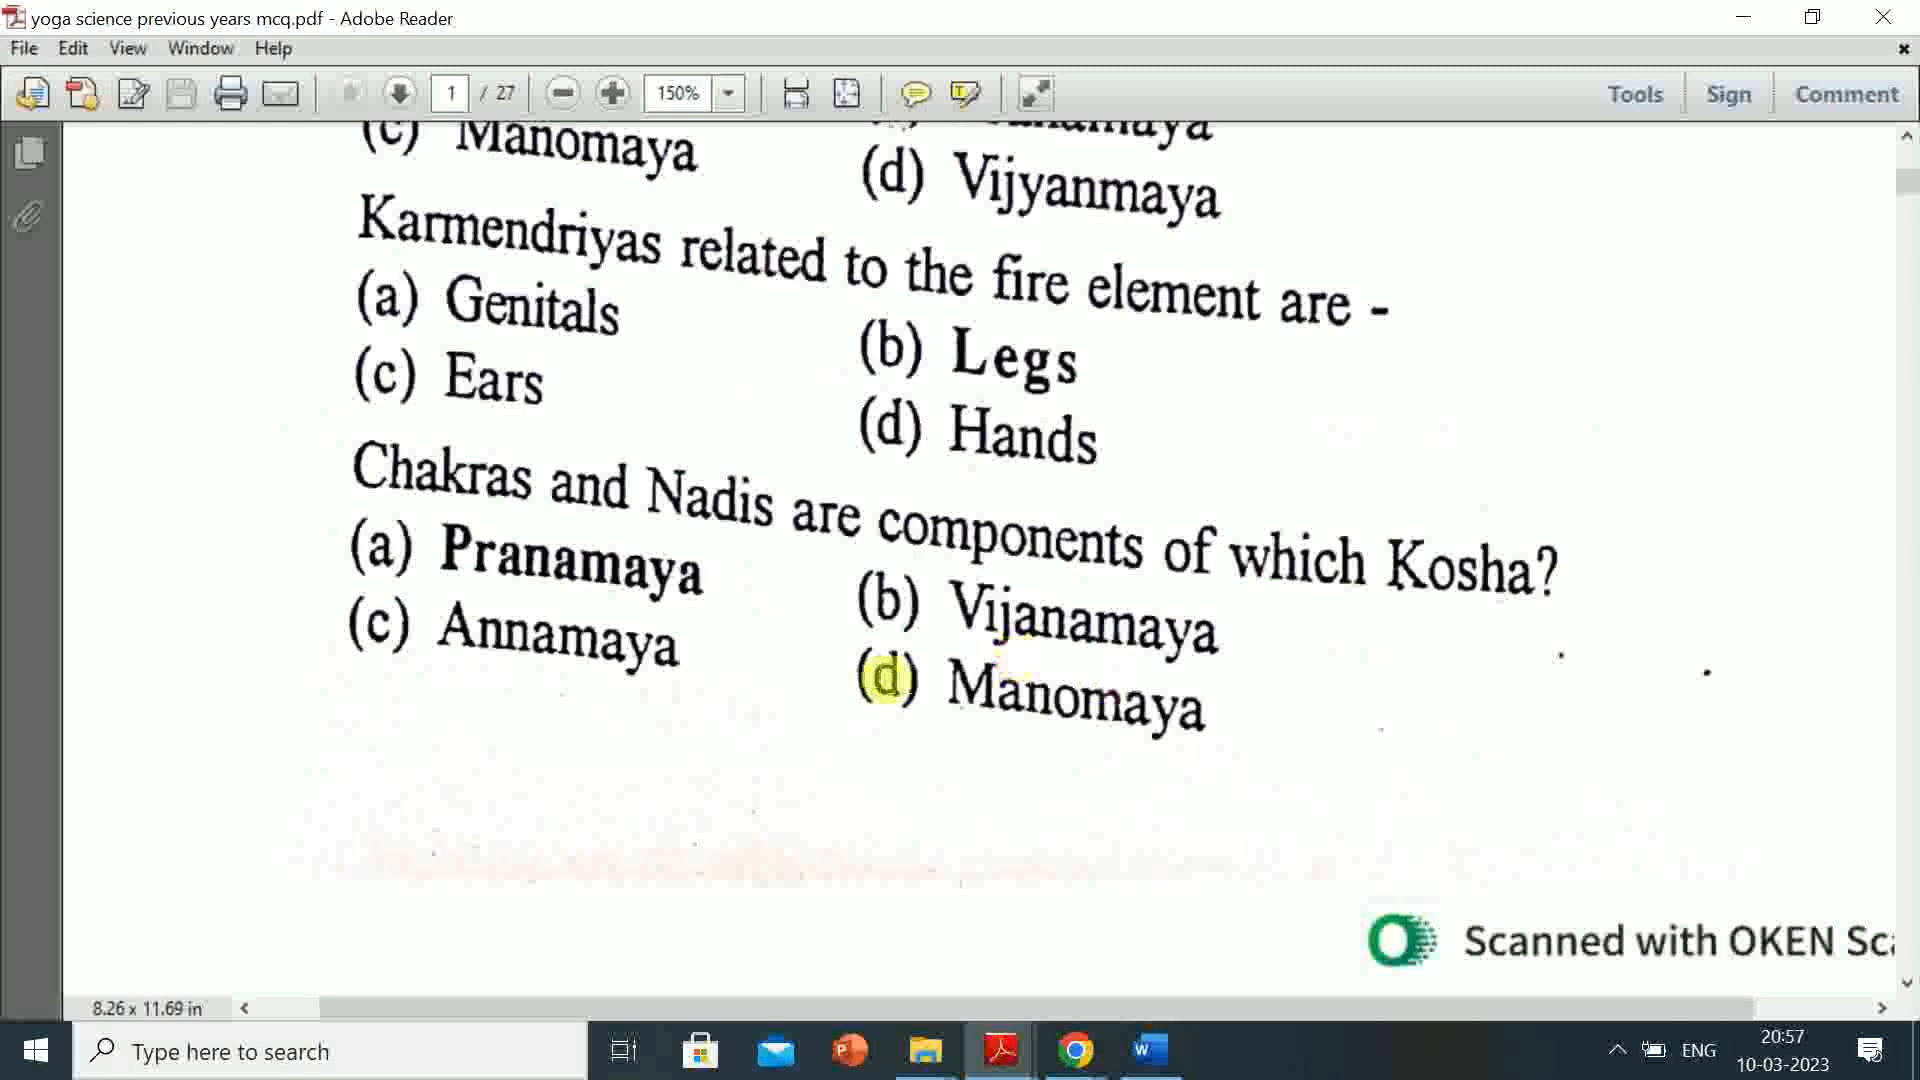 yoga science previous years mcq.pdf - Adobe Reader
File Edit View Window Help
1 / 27 150% Tools Sign Comment
(c) Manomaya
(d) Vijyanmaya
Karmendriyas related to the fire element are -
(a) Genitals (b) Legs
(c) Ears (d) Hands
Chakras and Nadis are components of which Kosha?
(a) Pranamaya (b) Vijanamaya
(c) Annamaya (d) Manomaya
Scanned with OKEN
8.26 x 11.69 in
Type here to search
ENG
20:57
10-03-2023